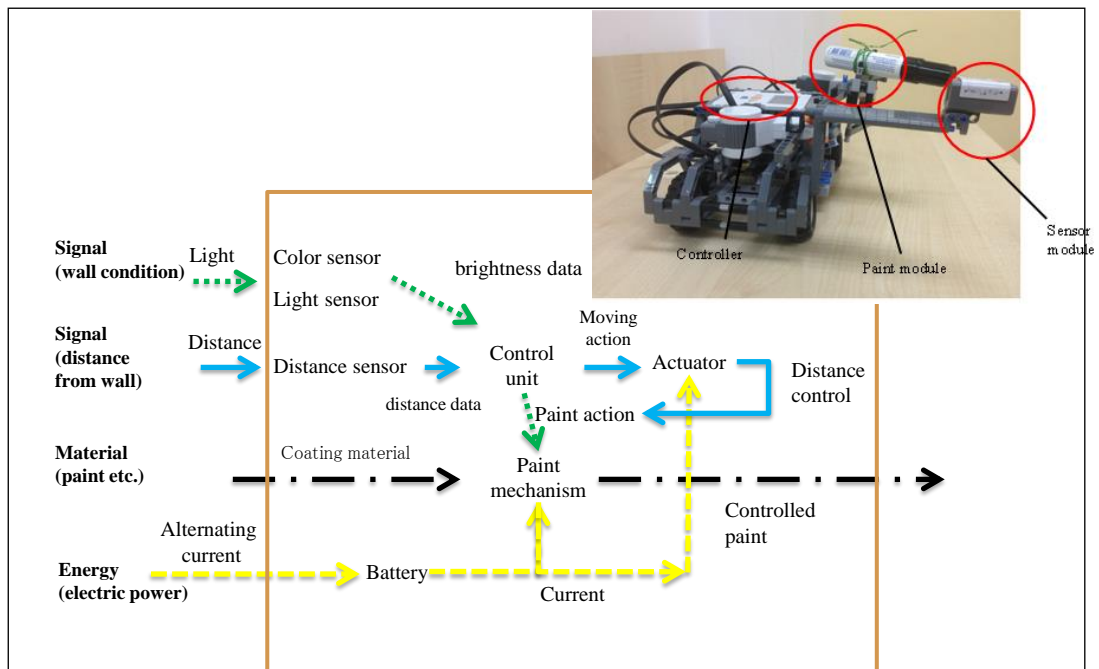 Controller
Paint module
Sensor
module
Signal
(wall condition)
Light
Color sensor
Light sensor
brightness data
Signal
(distance
from wall)
Distance
Distance sensor
distance data
Control
unit
Moving
action
Actuator
Distance
control
Paint action
Material
(paint etc.)
Coating material
Paint
mechanism
Controlled
paint
Alternating
current
Energy
(electric power)
Battery
Current